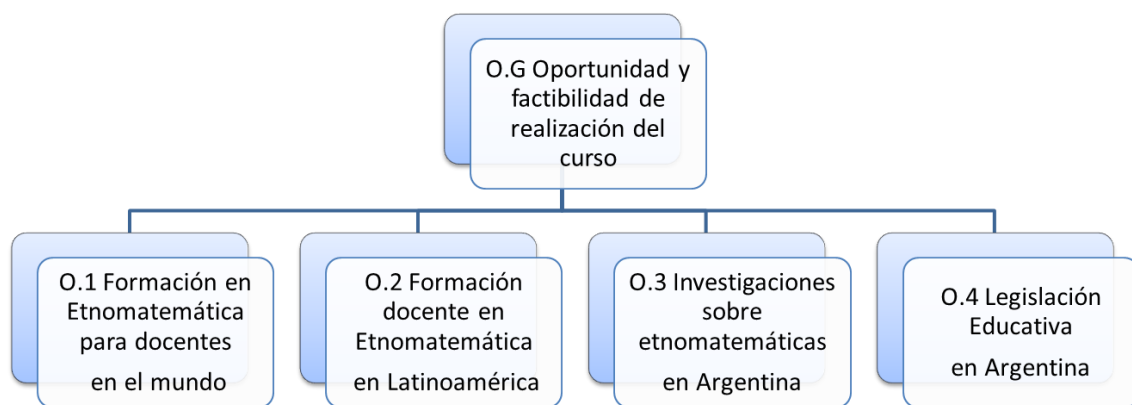 O.G Oportunidad y
factibilidad de
realización del
curso
O.1 Formación en
Etnomatemática
para docentes
en el mundo
O.2 Formación
docente en
Etnomatemática
en Latinoamérica
O.3 Investigaciones
sobre
etnomatemáticas
en Argentina
O.4 Legislación
Educativa
en Argentina